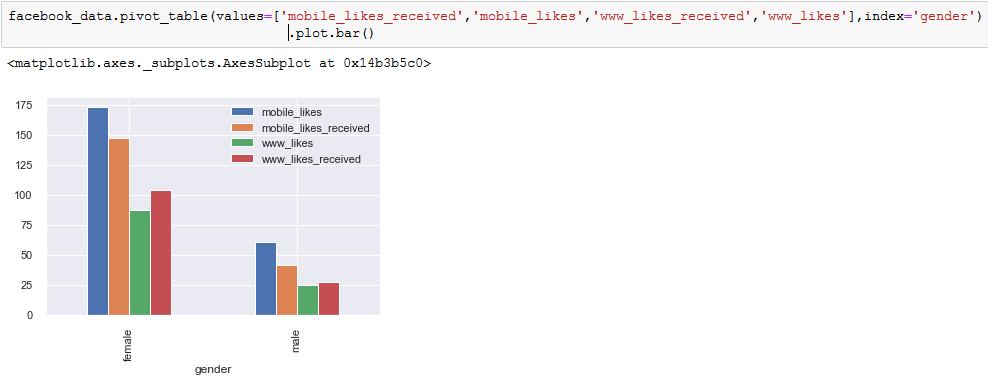 facebook_data.pivot_table(values=['mobile_likes_received','mobile_likes','www_likes_received','www_likes'],index='gender')
.plot.bar()
<matplotlib.axes._subplots.AxesSubplot at 0x14b3b5c0>
175
150
125
100
75
50
25
0
mobile_likes
mobile_likes_received
www_likes
www_likes_received
female
male
gender